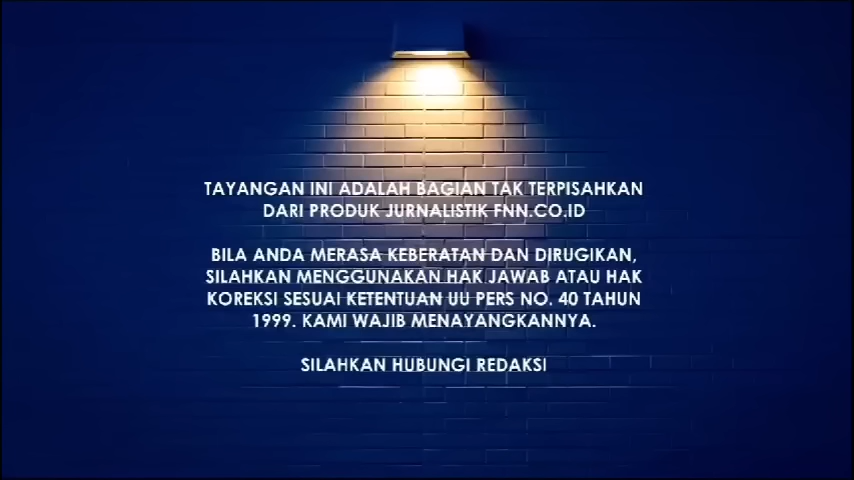 TAYANGAN INI ADALAH BAGIAN TAK TERPISAHKAN
DARI PRODUK JURNALISTIK FNN.CO.ID
BILA ANDA MERASA KEBERATAN DAN DIRUGIKAN,
SILAHKAN MENGGUNAKAN HAK JAWAB ATAU HAK
KOREKSI SESUAI KETENTUAN UU PERS NO. 40 TAHUN
1999. KAMI WAJIB MENAYANGKANNYA.
SILAHKAN HUBUNGI REDAKSI